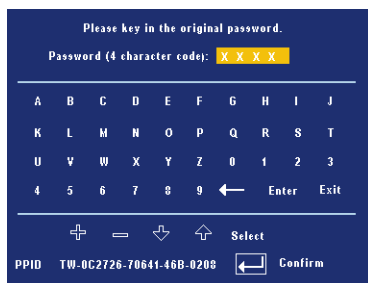 Please key in the original password.
Password (4 character code): X X X X
A B C D E F G H I J
K L M N O P Q R S T
U V W X Y Z 0 1 2 3
4 5 6 7 8 9 ← Enter Exit
Select
PPID TW-0C2726-70641-46B-0208 Confirm